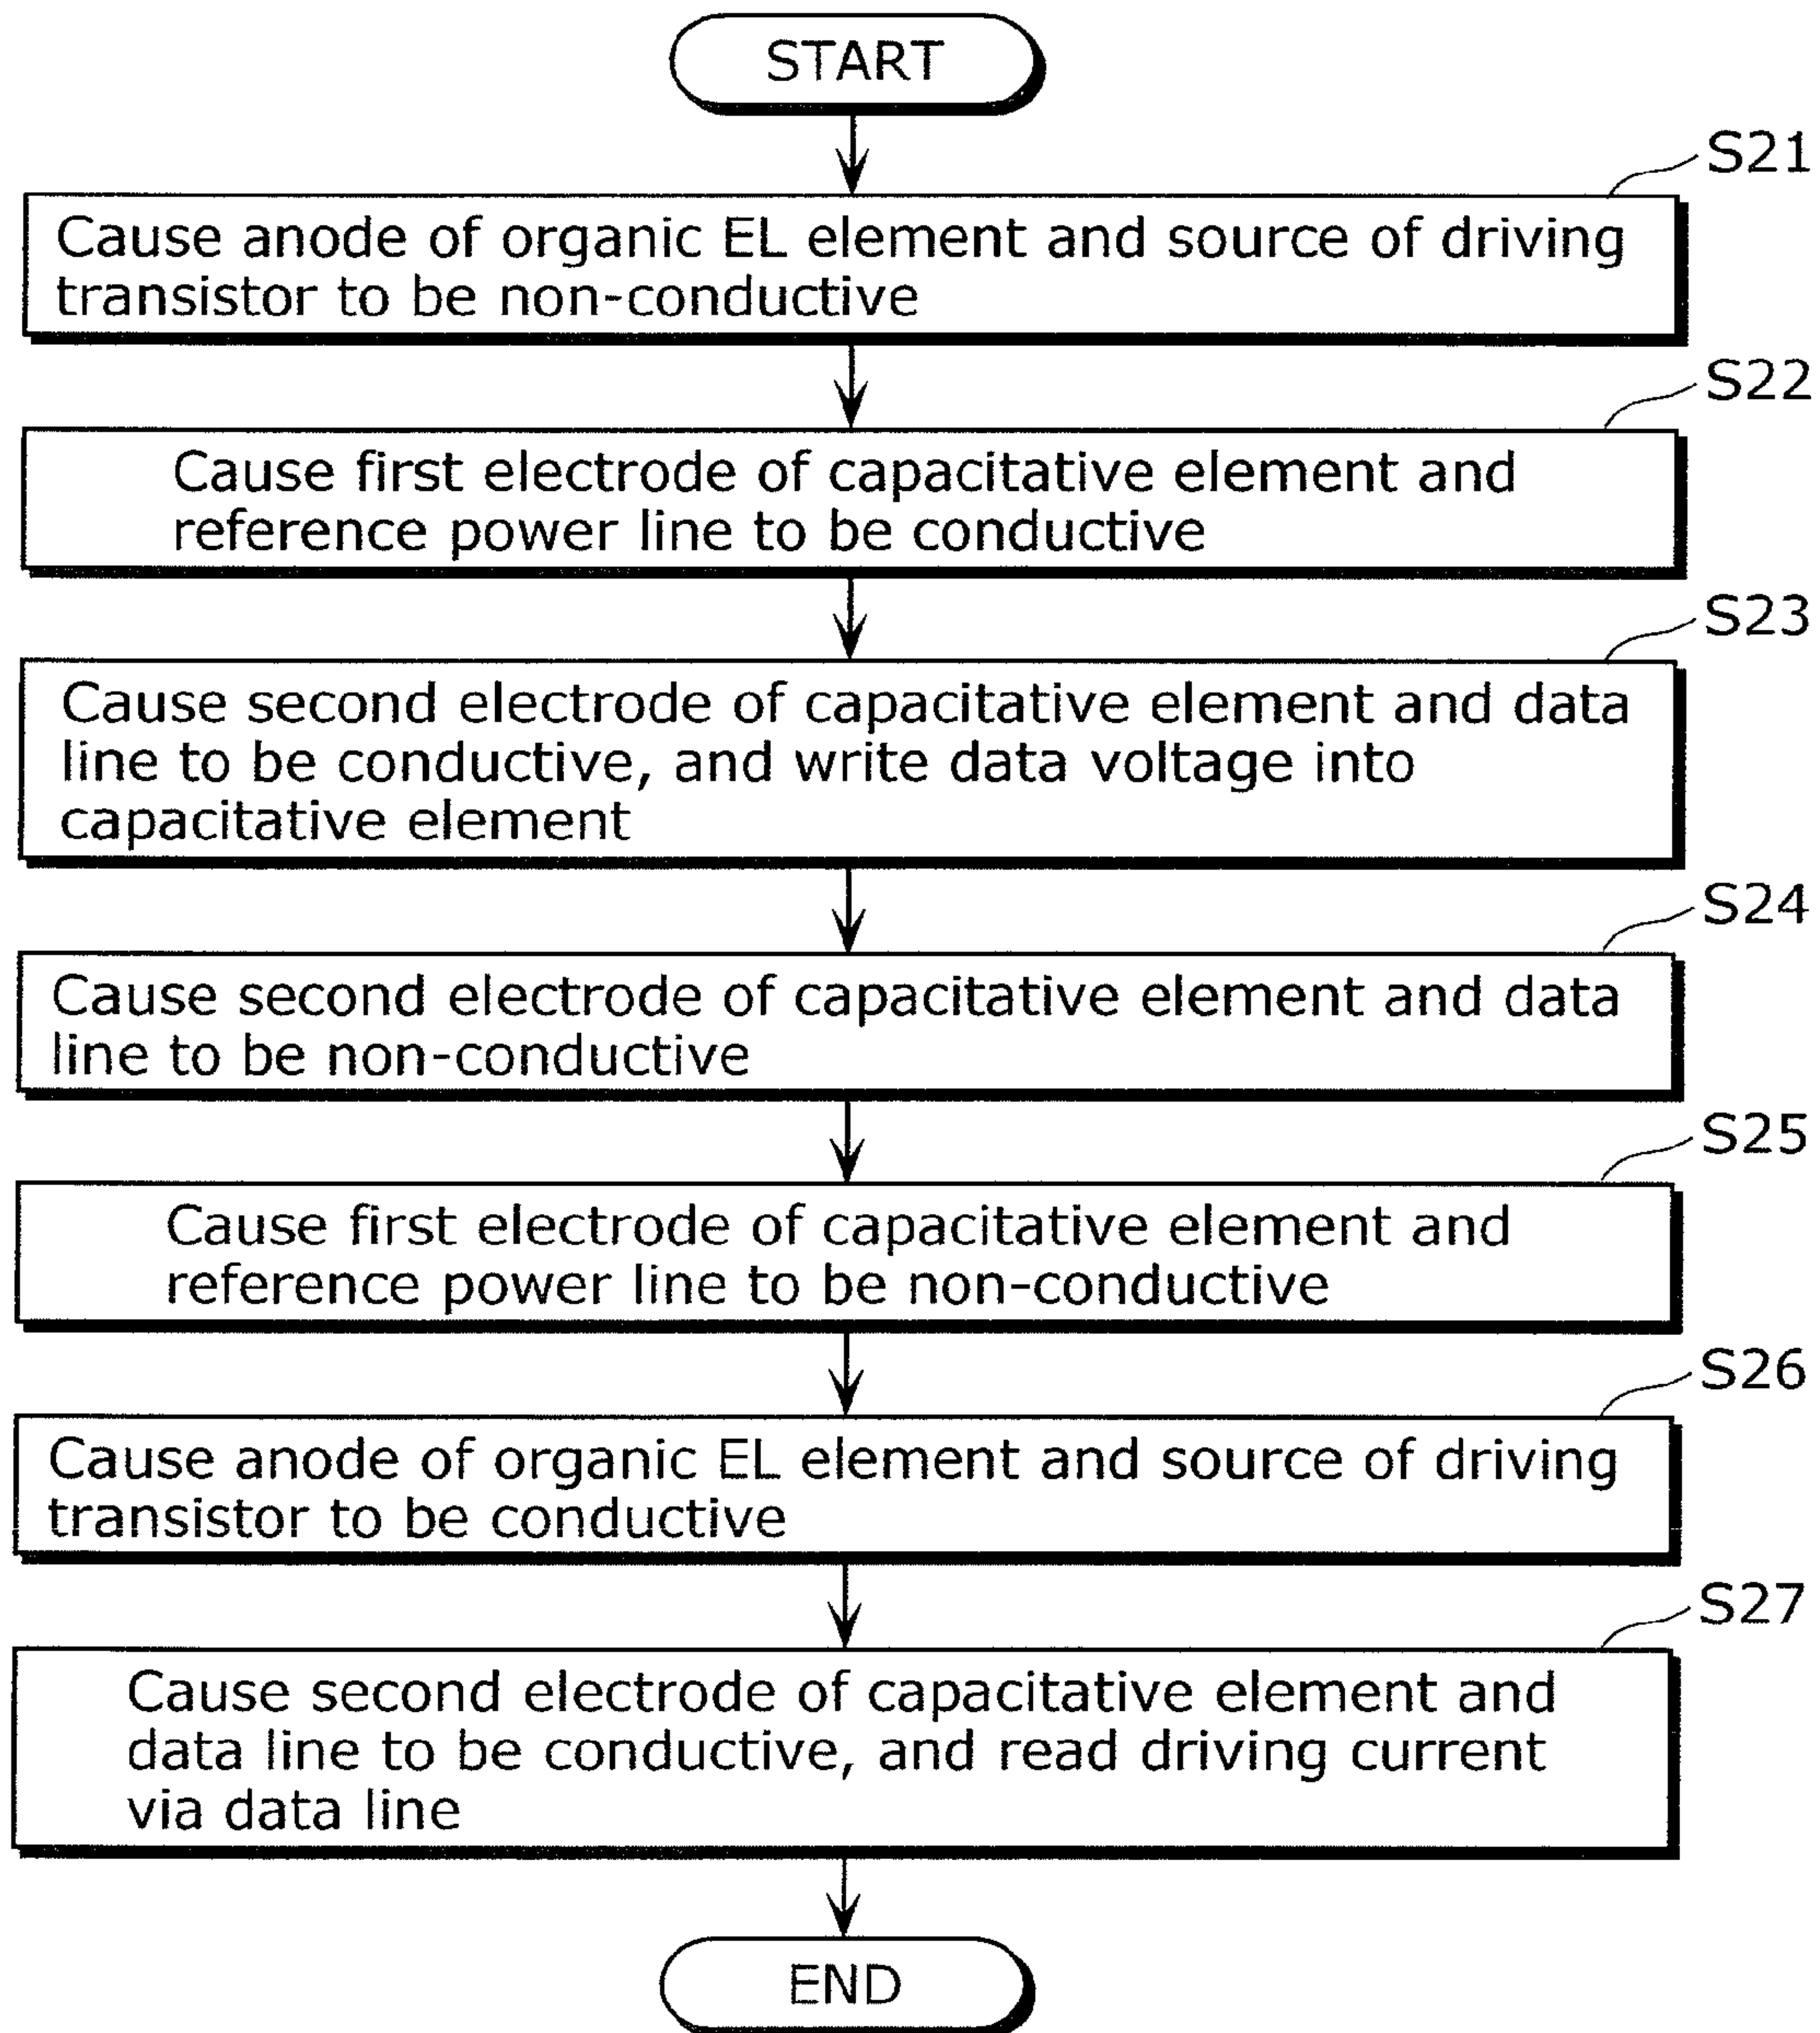 START
S21
Cause anode of organic EL element and source of driving
transistor to be non-conductive
S22
Cause first electrode of capacitative element and
reference power line to be conductive
S23
Cause second electrode of capacitative element and data
line to be conductive, and write data voltage into
capacitative element
S24
Cause second electrode of capacitative element and data
line to be non-conductive
S25
Cause first electrode of capacitative element and
reference power line to be non-conductive
S26
Cause anode of organic EL element and source of driving
transistor to be conductive
S27
Cause second electrode of capacitative element and
data line to be conductive, and read driving current
via data line
END